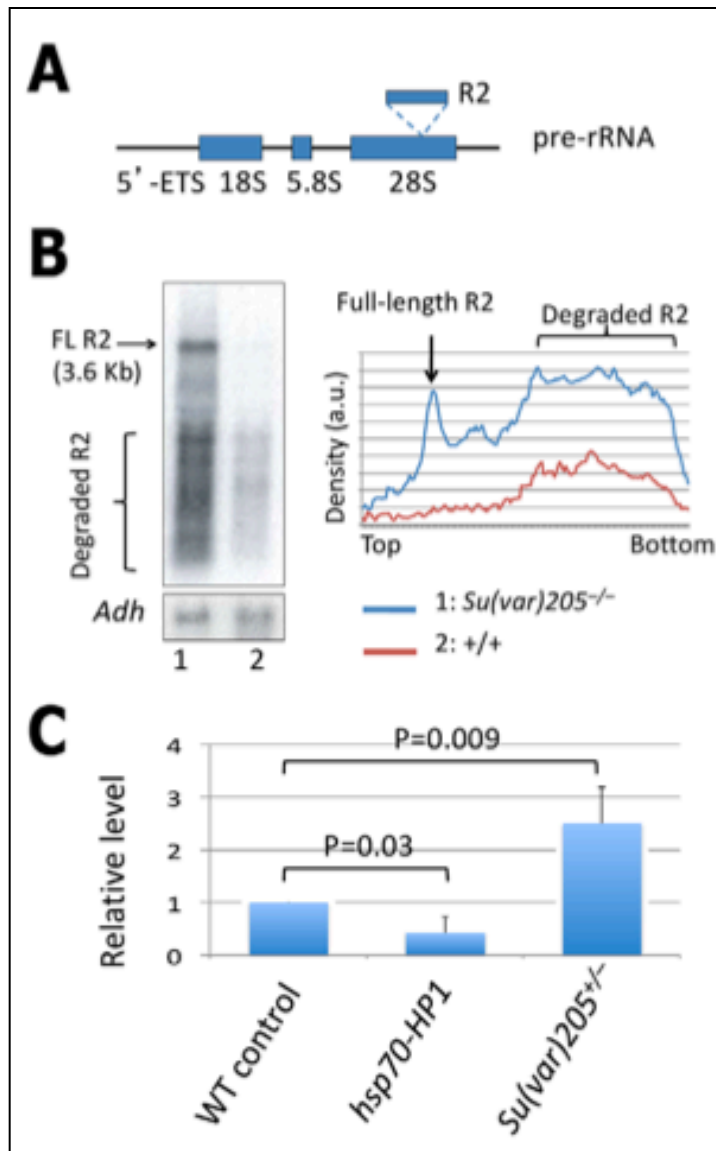 A
R2
pre-rRNA
5'-ETS 18S 5.8S 28S
B
FL R2
(3.6 Kb)
Degraded R2
Adh
1 2
Full-length R2
Degraded R2
Density (a.u.)
Top Bottom
1: Su(var)205⁻/⁻
2: +/+
C
Relative level
4
3
2
1
0
P=0.009
P=0.03
WT control
hsp70-HP1
Su(var)205⁺/⁻